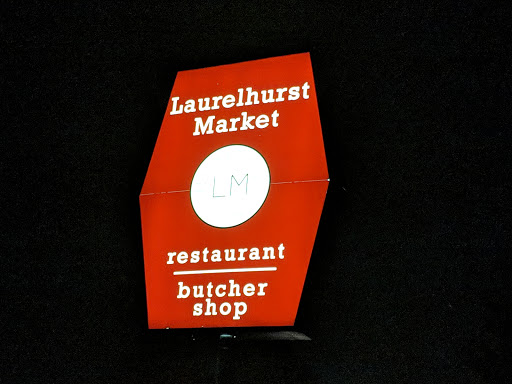 Laurelhurst
Market
LM
restaurant
butcher
shop